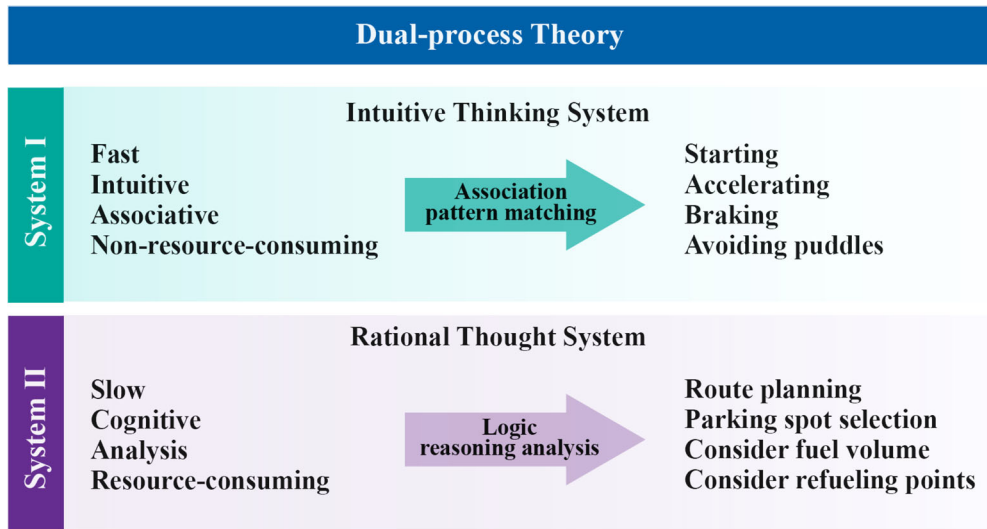 Dual-process Theory
System I
Intuitive Thinking System
Fast
Intuitive
Associative
Non-resource-consuming
Association
pattern matching
Starting
Accelerating
Braking
Avoiding puddles
System II
Rational Thought System
Slow
Cognitive
Analysis
Resource-consuming
Logic
reasoning analysis
Route planning
Parking spot selection
Consider fuel volume
Consider refueling points